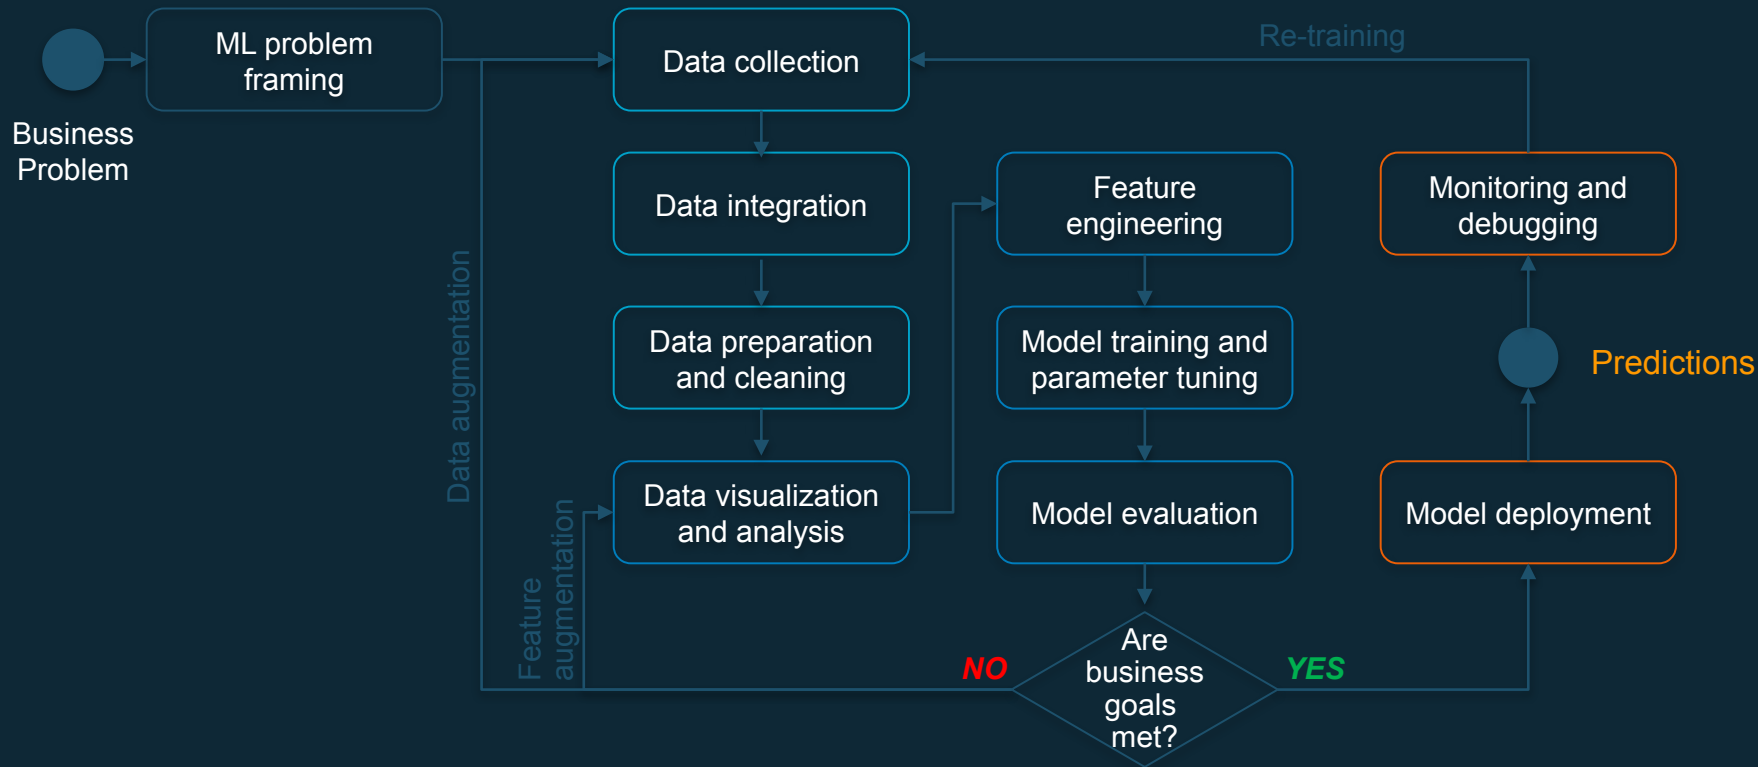 Business
Problem
ML problem
framing
Data collection
Re-training
Data integration
Feature
engineering
Monitoring and
debugging
Data augmentation
Data preparation
and cleaning
Model training and
parameter tuning
Predictions
Feature
augmentation
Data visualization
and analysis
Model evaluation
Model deployment
NO
Are
business
goals
met?
YES